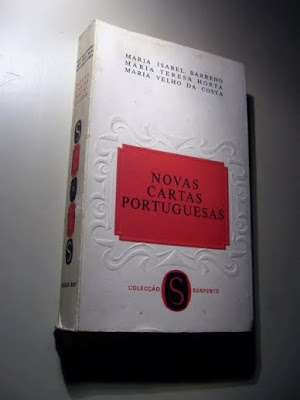 MARIA ISABEL BARRENO
MARIA TERESA HORTA
MARIA VELHO DA COSTA
NOVAS
CARTAS
PORTUGUESAS
COLECÇÃO S SERPENTE
S
S